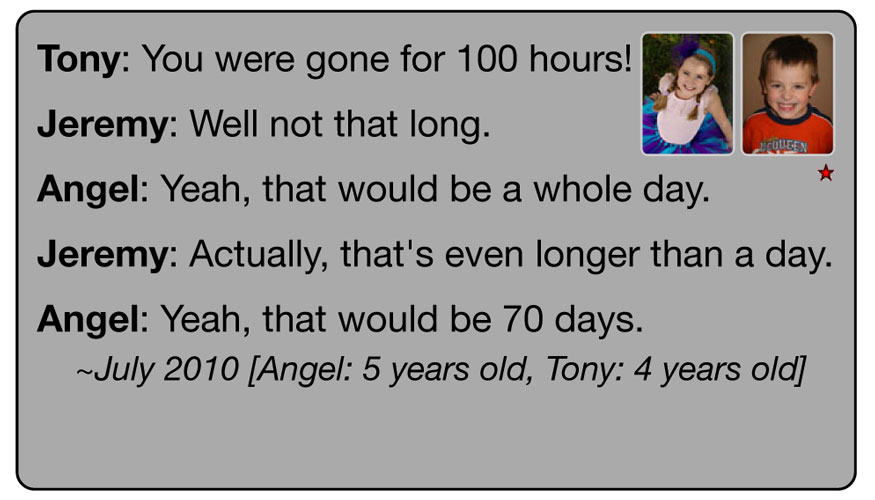 Tony: You were gone for 100 hours!
Jeremy: Well not that long.
Angel: Yeah, that would be a whole day.
Jeremy: Actually, that's even longer than a day.
Angel: Yeah, that would be 70 days.
~July 2010 [Angel: 5 years old, Tony: 4 years old]